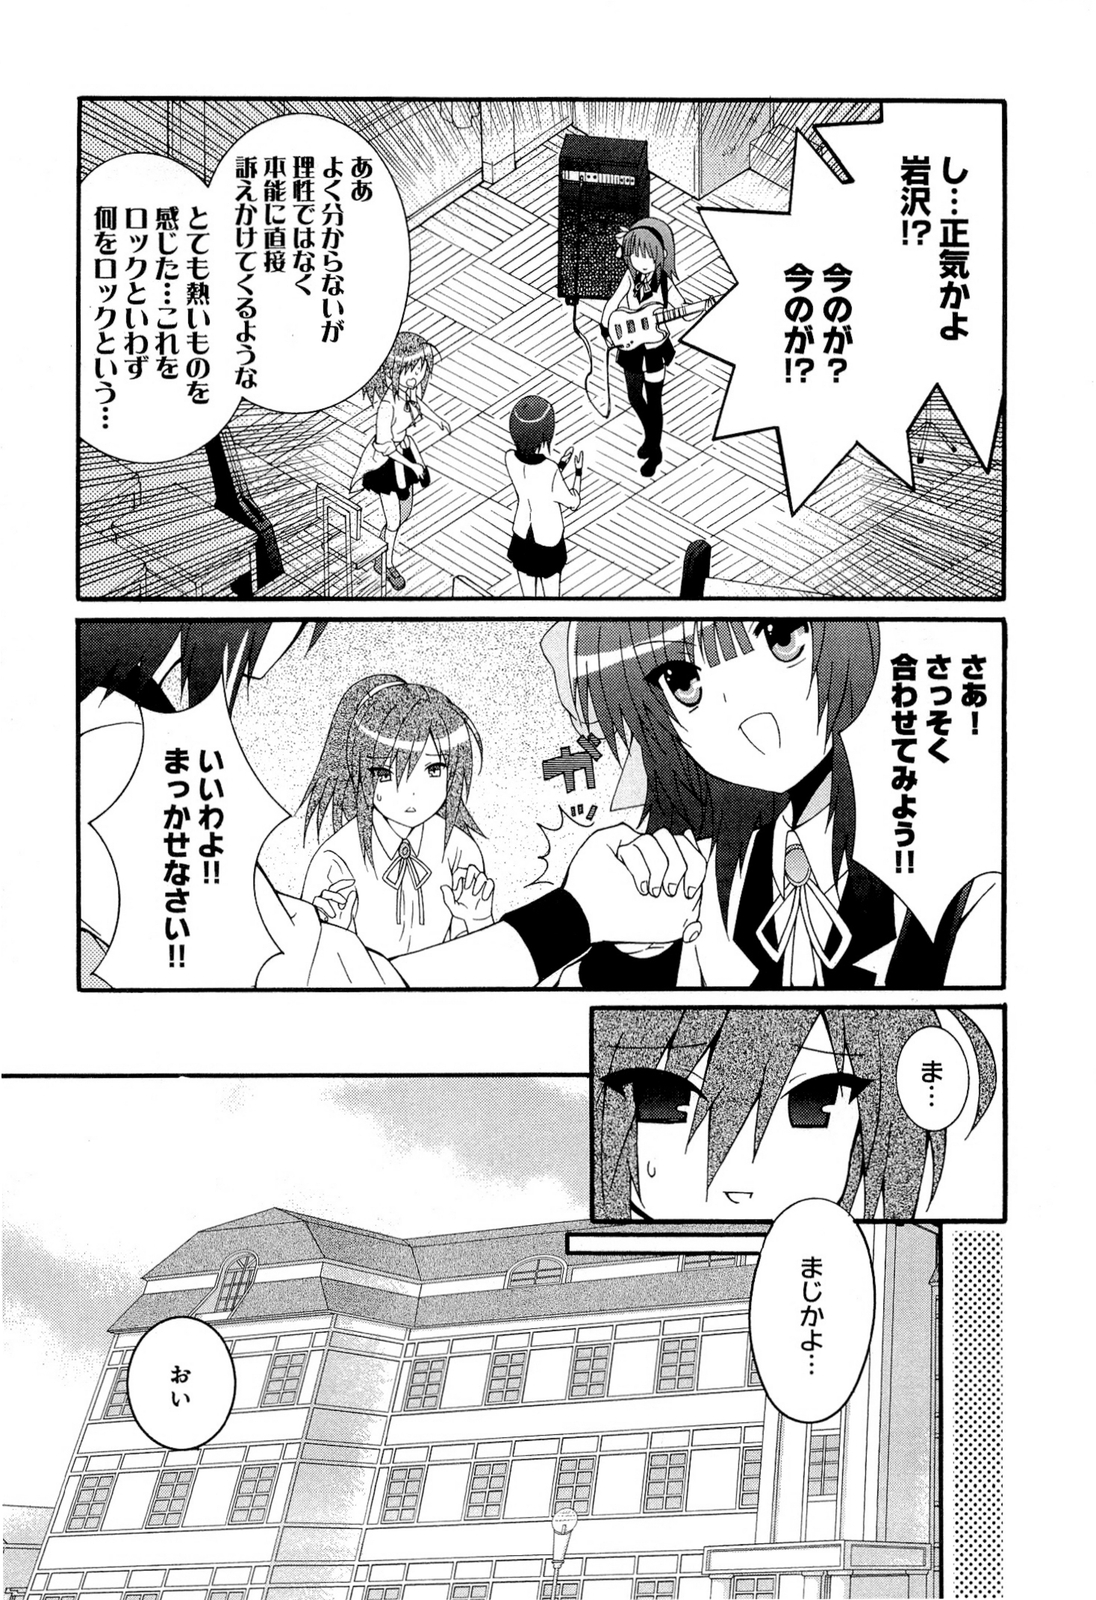 し…正気かよ
岩沢!?
今のが?
今のが!?
ああ
よく分からないが
理性ではなく
本能に直接
訴えかけてくるような
とても熱いものを
感じた…これを
ロックといわず
何をロックという…
さあ!
さっそく
合わせてみよう!!
ガッ
いいわよ!!
まっかせなさい!!
ま…
まじかよ…
おい